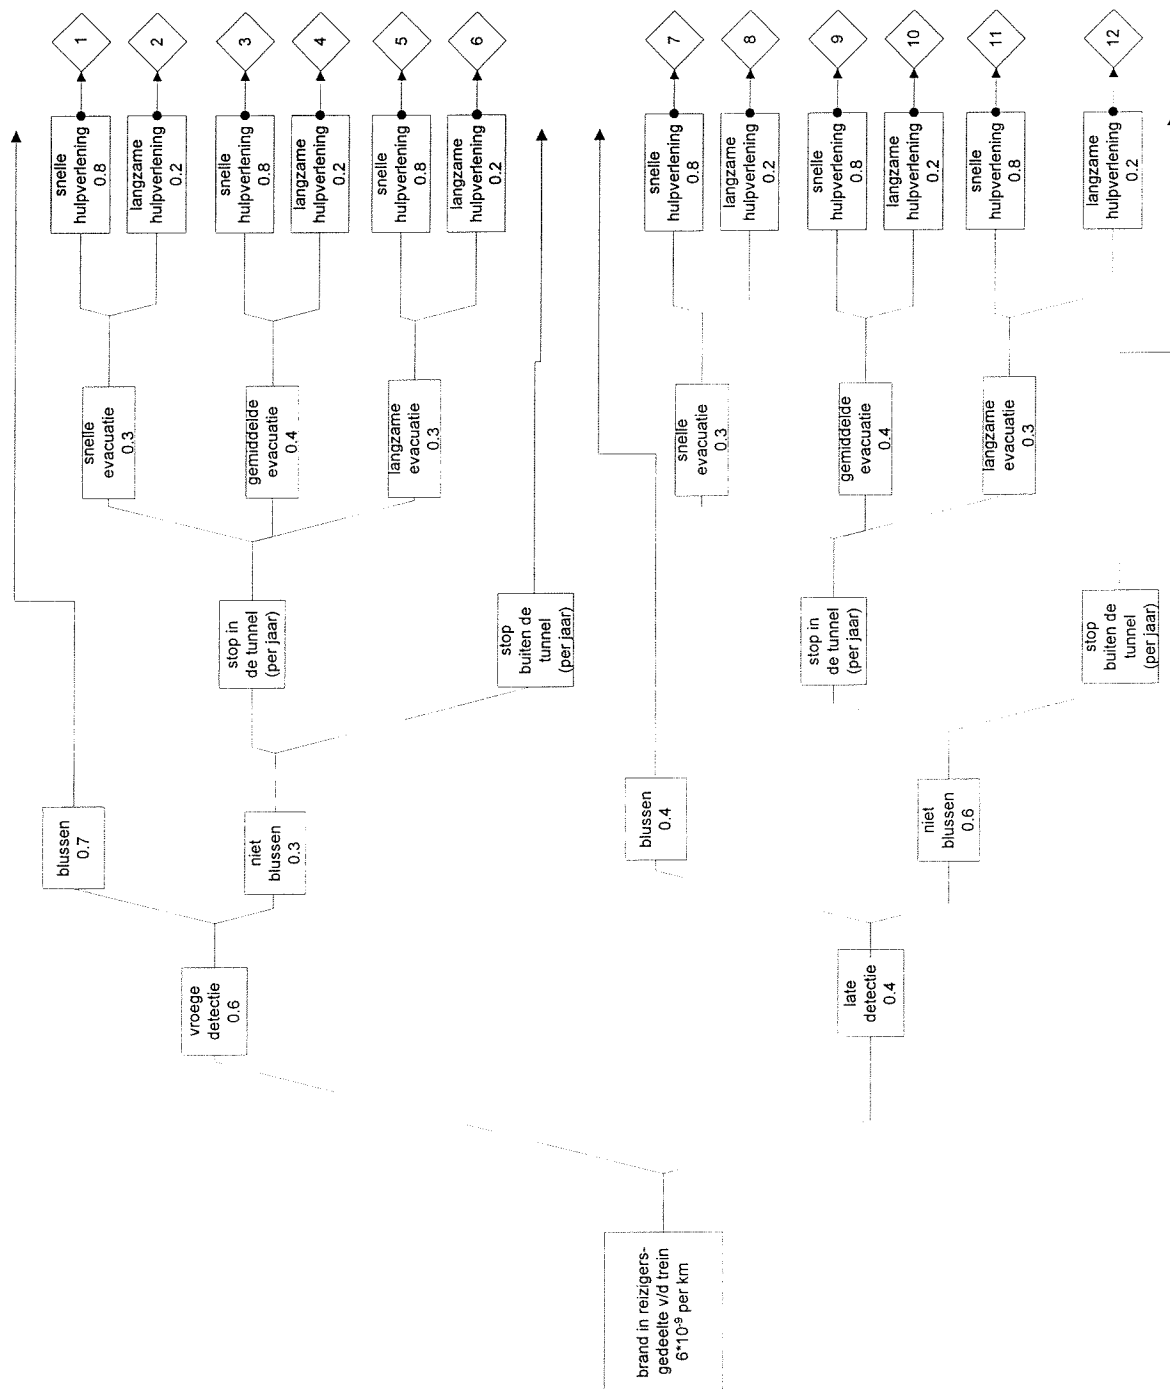 1
2
3
4
5
6
7
8
9
10
11
12
snelle
hulpverlening
0.8
langzame
hulpverlening
0.2
snelle
hulpverlening
0.8
langzame
hulpverlening
0.2
snelle
hulpverlening
0.8
langzame
hulpverlening
0.2
snelle
hulpverlening
0.8
langzame
hulpverlening
0.2
snelle
hulpverlening
0.8
langzame
hulpverlening
0.2
snelle
hulpverlening
0.8
langzame
hulpverlening
0.2
snelle
evacuatie
0.3
gemiddelde
evacuatie
0.4
langzame
evacuatie
0.3
snelle
evacuatie
0.3
gemiddelde
evacuatie
0.4
langzame
evacuatie
0.3
stop in
de tunnel
(per jaar)
stop
buiten de
tunnel
(per jaar)
stop in
de tunnel
(per jaar)
stop
buiten de
tunnel
(per jaar)
blussen
0.7
niet
blussen
0.3
blussen
0.4
niet
blussen
0.6
vroege
detectie
0.6
late
detectie
0.4
brand in reizigers-
gedeelte v/d trein
6*10⁻⁹ per km